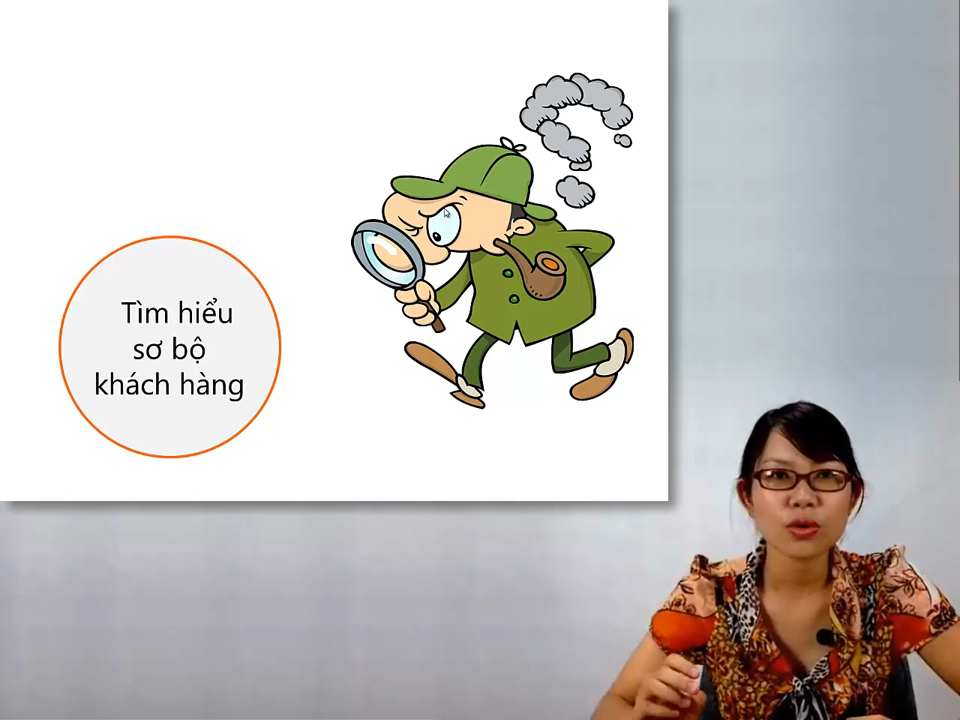 Tìm hiểu
sơ bộ
khách hàng